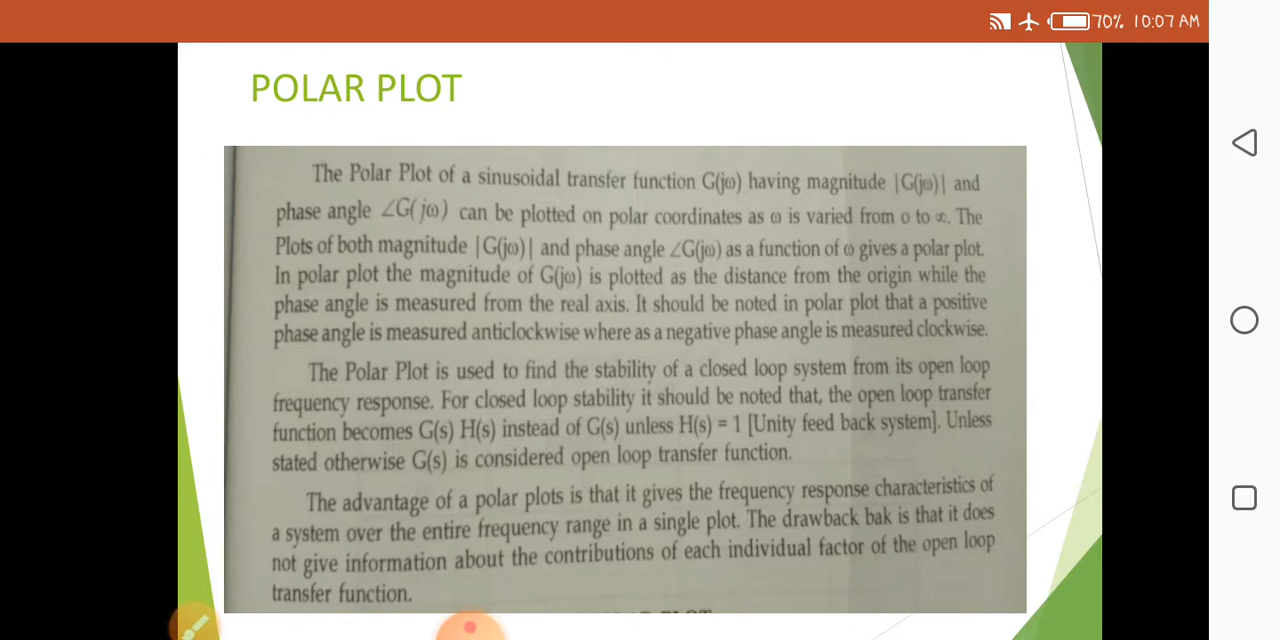 70% 10:07 AM
POLAR PLOT
The Polar Plot of a sinusoidal transfer function G(jω) having magnitude |G(jω)| and
phase angle ∠G( jω) can be plotted on polar coordinates as ω is varied from o to ∞. The
Plots of both magnitude |G(jω)| and phase angle ∠G(jω) as a function of ω gives a polar plot.
In polar plot the magnitude of G(jω) is plotted as the distance from the origin while the
phase angle is measured from the real axis. It should be noted in polar plot that a positive
phase angle is measured anticlockwise where as a negative phase angle is measured clockwise.
The Polar Plot is used to find the stability of a closed loop system from its open loop
frequency response. For closed loop stability it should be noted that, the open loop transfer
function becomes G(s) H(s) instead of G(s) unless H(s) = 1 [Unity feed back system]. Unless
stated otherwise G(s) is considered open loop transfer function.
The advantage of a polar plots is that it gives the frequency response characteristics of
a system over the entire frequency range in a single plot. The drawback bak is that it does
not give information about the contributions of each individual factor of the open loop
transfer function.